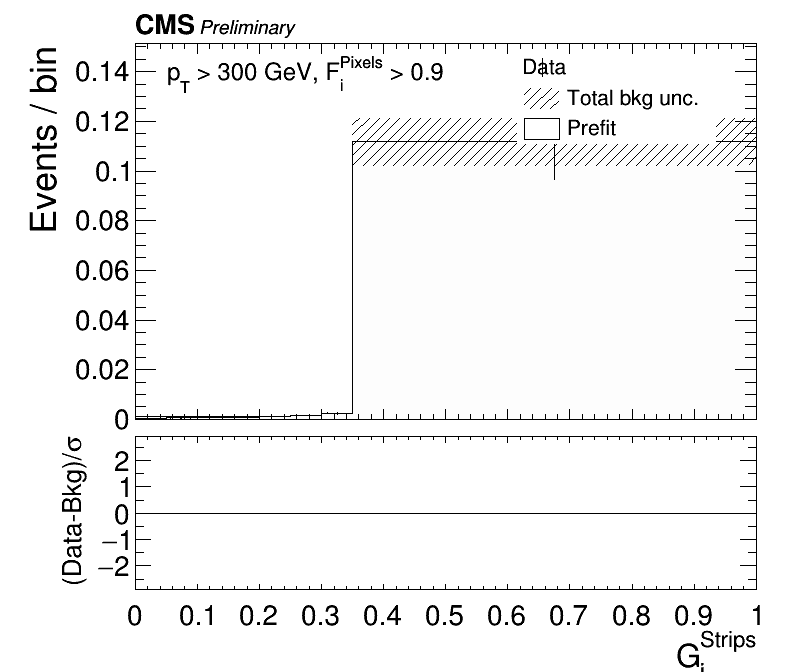 CMS Preliminary
Events / bin
0.14
0.12
0.1
0.08
0.06
0.04
0.02
0
p_T > 300 GeV, F_i^Pixels > 0.9
Data
Total bkg unc.
Prefit
(Data-Bkg)/σ
2
1
0
−1
−2
0 0.1 0.2 0.3 0.4 0.5 0.6 0.7 0.8 0.9 1
G_i^Strips